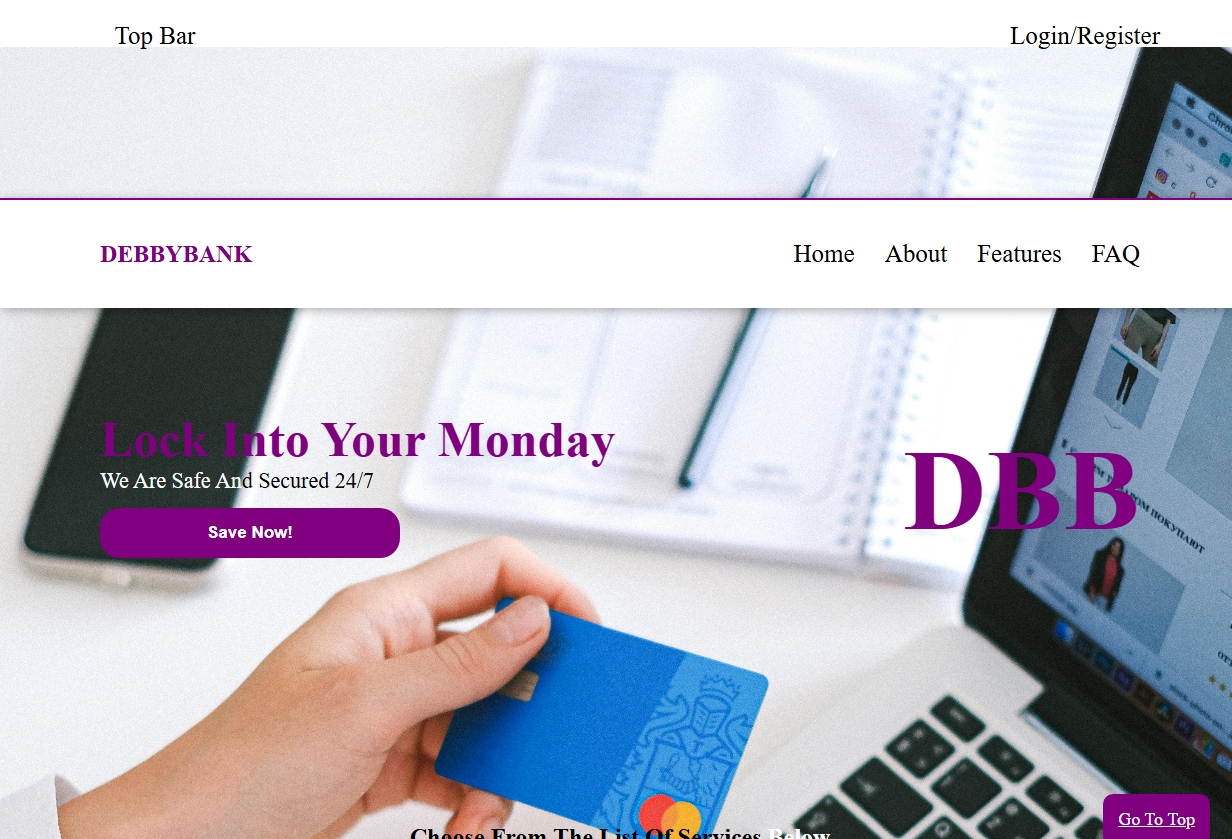 Top Bar
Login/Register
DEBBYBANK
Home
About
Features
FAQ
Lock Into Your Monday
We Are Safe And Secured 24/7
Save Now!
DBB
ПОКУПАЮТ
Choose From The List Of Services Below
Go To Top